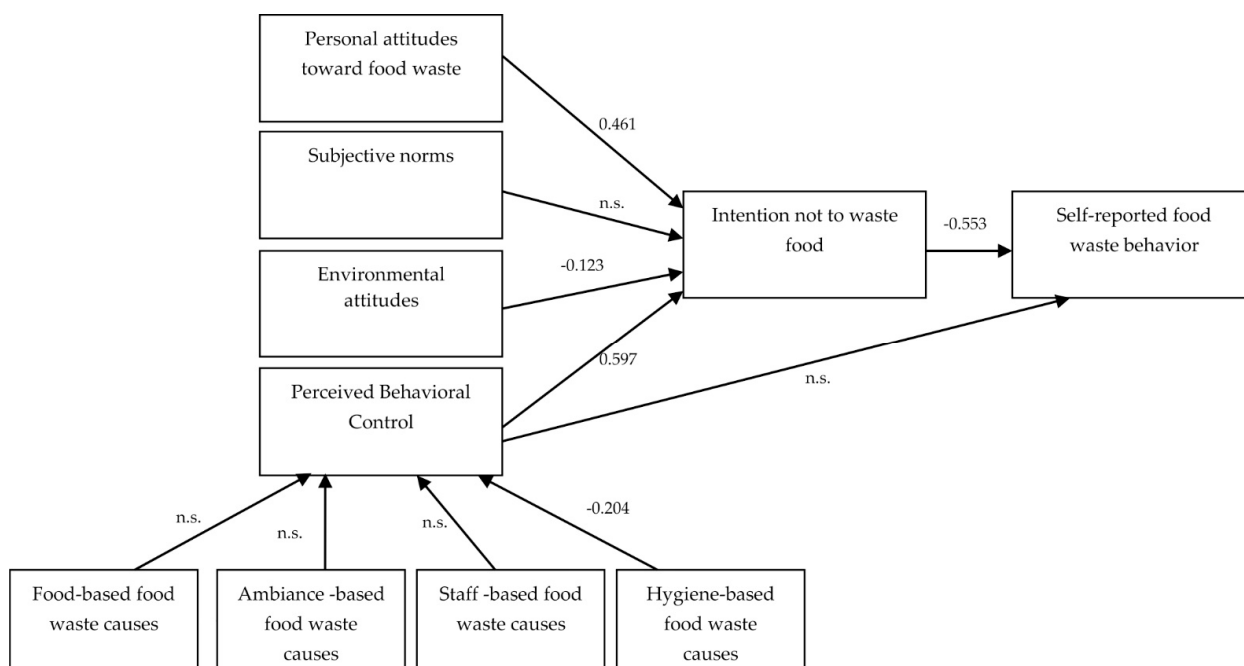 Personal attitudes
toward food waste
0.461
Subjective norms
n.s.
Intention not to waste
food
-0.553
Self-reported food
waste behavior
Environmental
attitudes
-0.123
0.597
n.s.
Perceived Behavioral
Control
n.s.
n.s.
n.s.
-0.204
Food-based food
waste causes
Ambiance -based
food waste
causes
Staff -based food
waste causes
Hygiene-based
food waste
causes